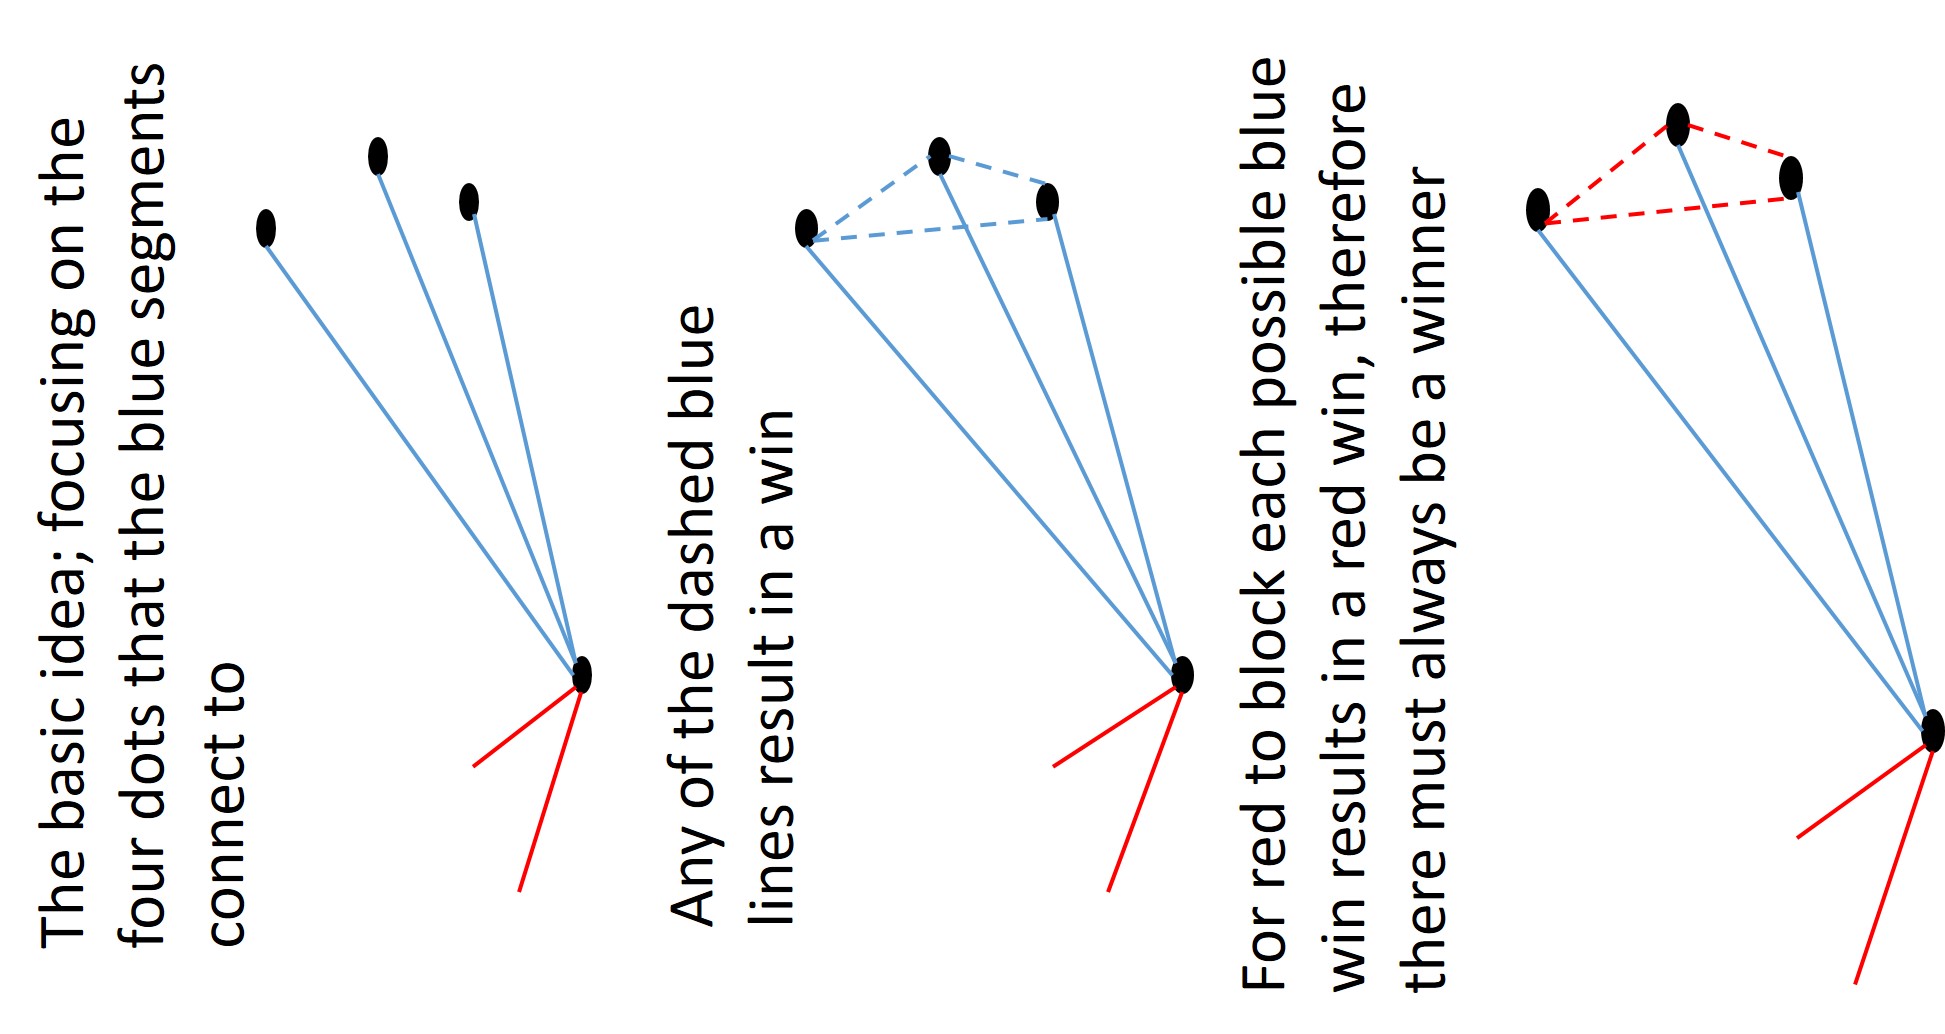 The basic idea; focusing on the
four dots that the blue segments
connect to
Any of the dashed blue
lines result in a win
For red to block each possible blue
win results in a red win, therefore
there must always be a winner